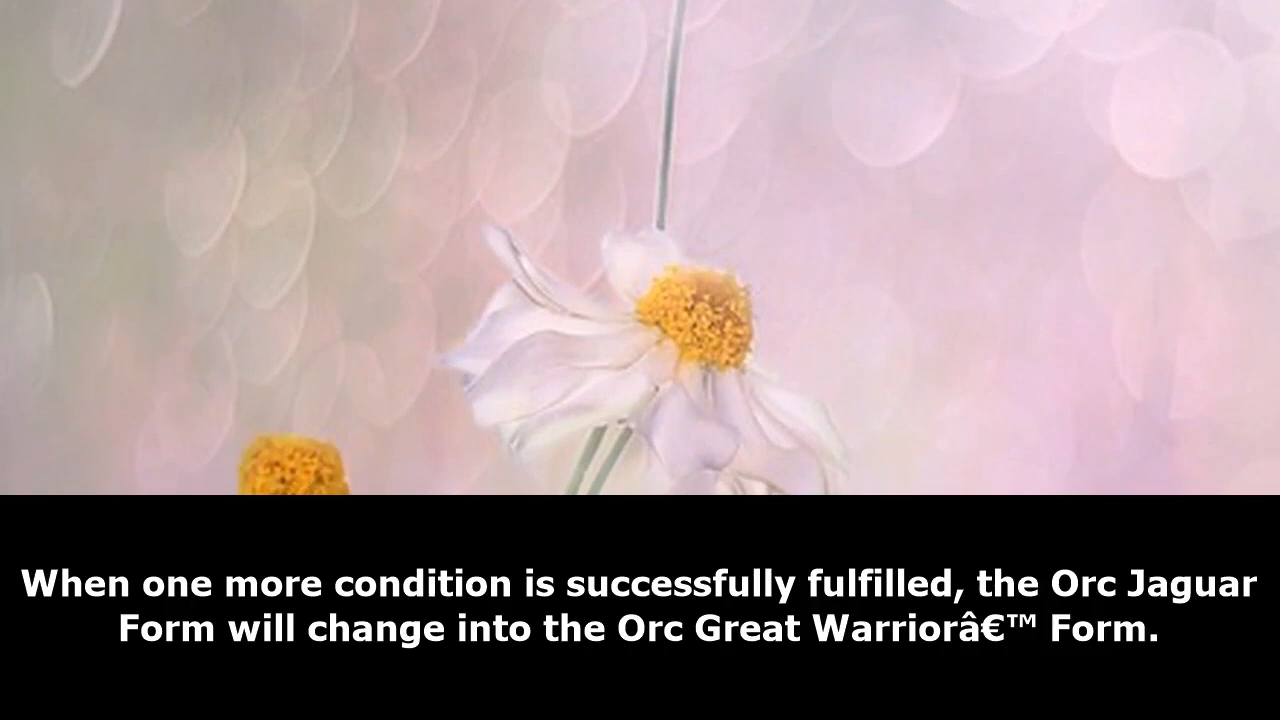 When one more condition is successfully fulfilled, the Orc Jaguar
Form will change into the Orc Great Warriorâ€™ Form.